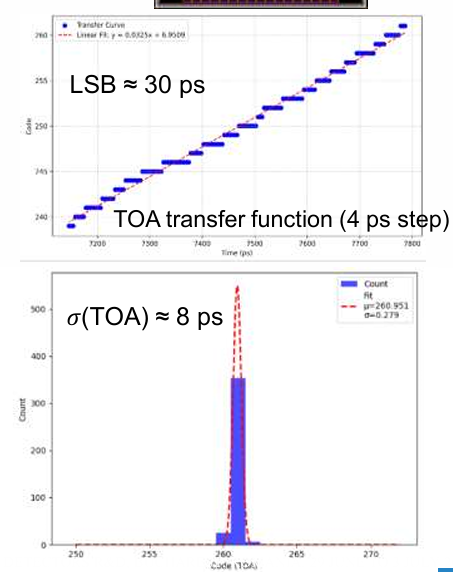 Transfer Curve
Linear Fit: y = 0.0325x + 6.9509
LSB ≈ 30 ps
TOA transfer function (4 ps step)
260
255
250
245
240
Code
7200
7300
7400
7500
7600
7700
7800
Time (ps)
Count
Fit
μ=260.951
σ=0.279
σ(TOA) ≈ 8 ps
500
400
300
200
100
0
Count
250
255
260
265
270
Code (TOA)